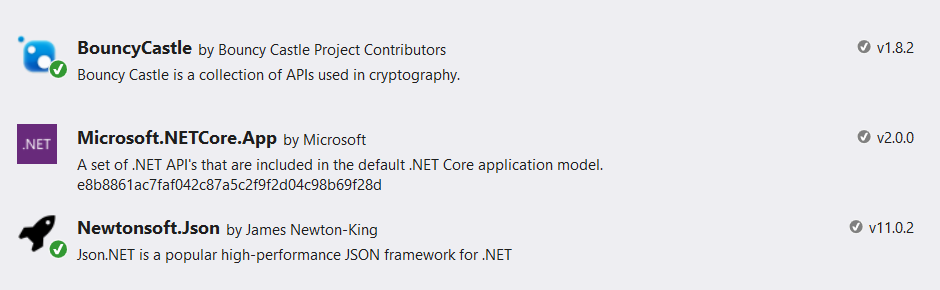 BouncyCastle by Bouncy Castle Project Contributors v1.8.2
Bouncy Castle is a collection of APIs used in cryptography.
.NET Microsoft.NETCore.App by Microsoft v2.0.0
A set of .NET API's that are included in the default .NET Core application model.
e8b8861ac7faf042c87a5c2f9f2d04c98b69f28d
Newtonsoft.Json by James Newton-King v11.0.2
Json.NET is a popular high-performance JSON framework for .NET